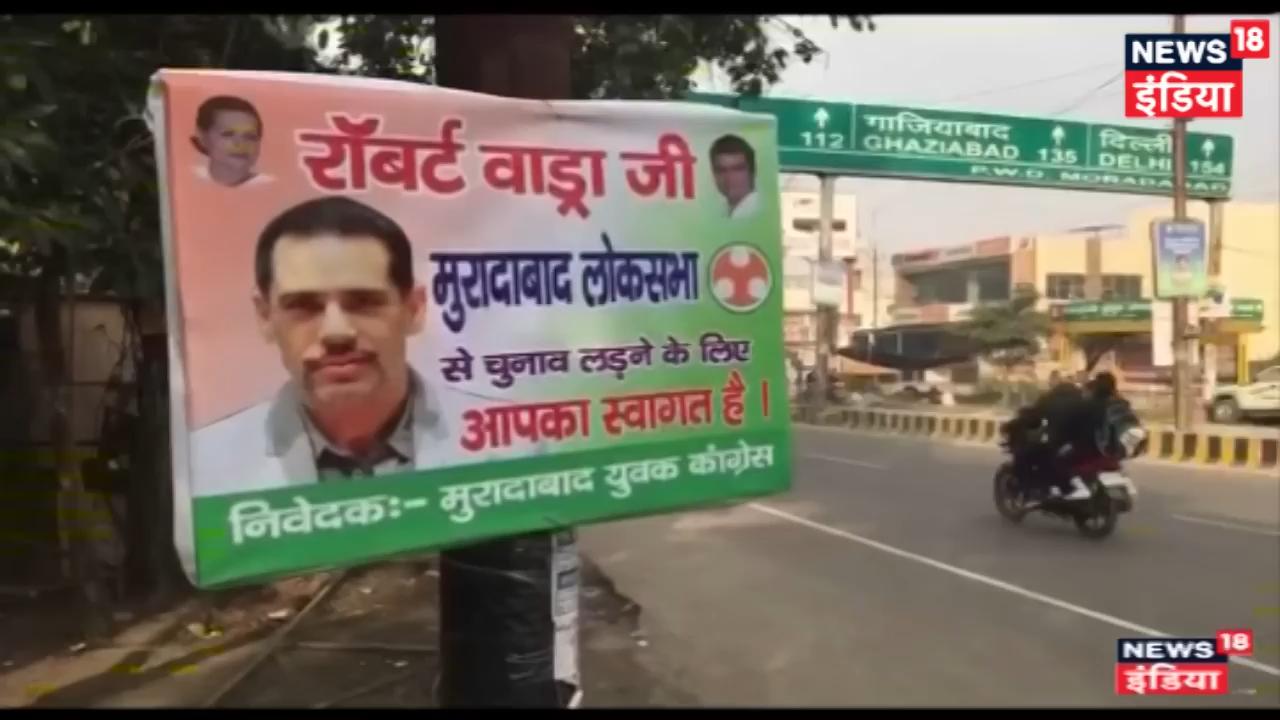 NEWS 18
इंडिया
रॉबर्ट वाड्रा जी
मुरादाबाद लोकसभा
से चुनाव लड़ने के लिए
आपका स्वागत है ।
निवेदकः- मुरादाबाद युवक कांग्रेस
112
गाजियाबाद
GHAZIABAD 135
दिल्ली
DELHI 154
P.W.D MORADABAD
NEWS 18
इंडिया